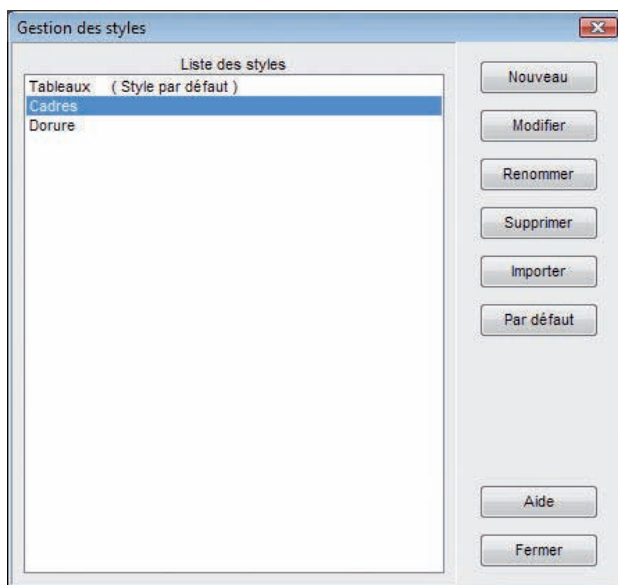 Gestion des styles
Liste des styles
Tableaux ( Style par défaut )
Cadres
Dorure
Nouveau
Modifier
Renommer
Supprimer
Importer
Par défaut
Aide
Fermer